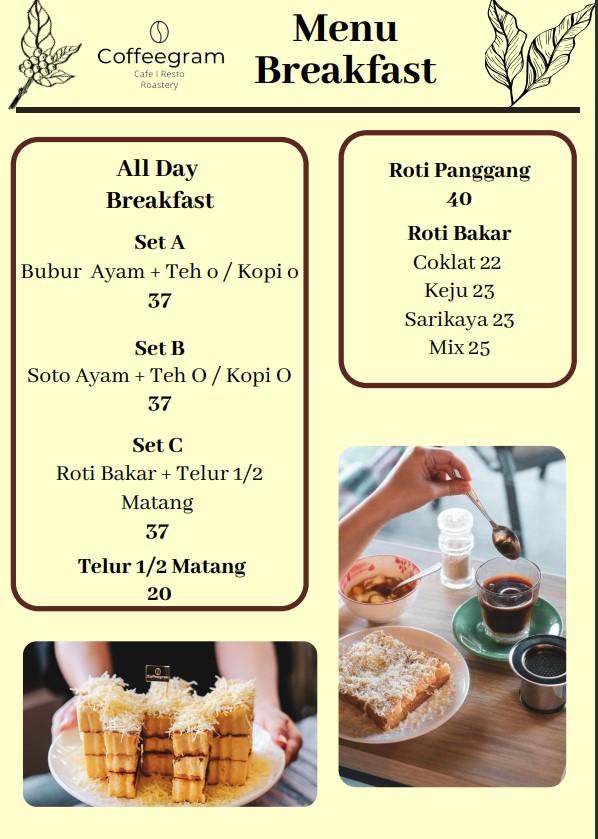 Coffeegram
Cafe I Resto
Roastery
Menu
Breakfast
All Day
Breakfast
Set A
Bubur Ayam + Teh o / Kopi o
37
Set B
Soto Ayam + Teh O / Kopi O
37
Set C
Roti Bakar + Telur 1/2
Matang
37
Telur 1/2 Matang
20
Roti Panggang
40
Roti Bakar
Coklat 22
Keju 23
Sarikaya 23
Mix 25
Coffeegram